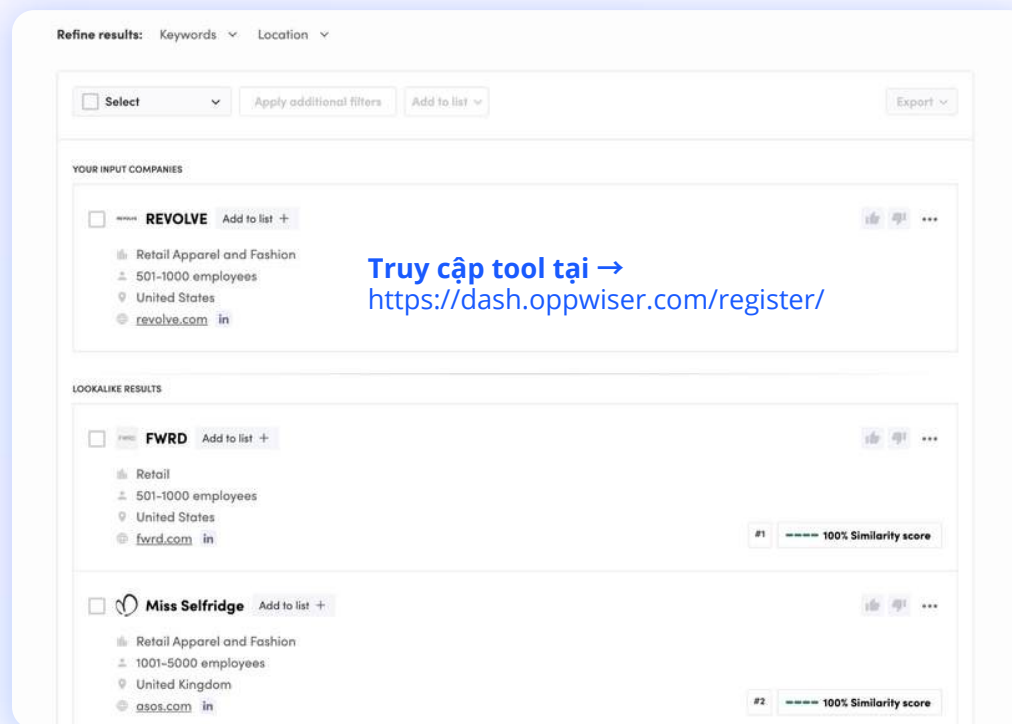 Refine results: Keywords Location
Select Apply additional filters Add to list Export
YOUR INPUT COMPANIES
REVOLVE REVOLVE Add to list +
Retail Apparel and Fashion
501-1000 employees
United States
revolve.com in
Truy cập tool tại →
https://dash.oppwiser.com/register/
LOOKALIKE RESULTS
FWRD FWRD Add to list +
Retail
501-1000 employees
United States
fwrd.com in
#1 100% Similarity score
Miss Selfridge Add to list +
Retail Apparel and Fashion
1001-5000 employees
United Kingdom
asos.com in
#2 100% Similarity score